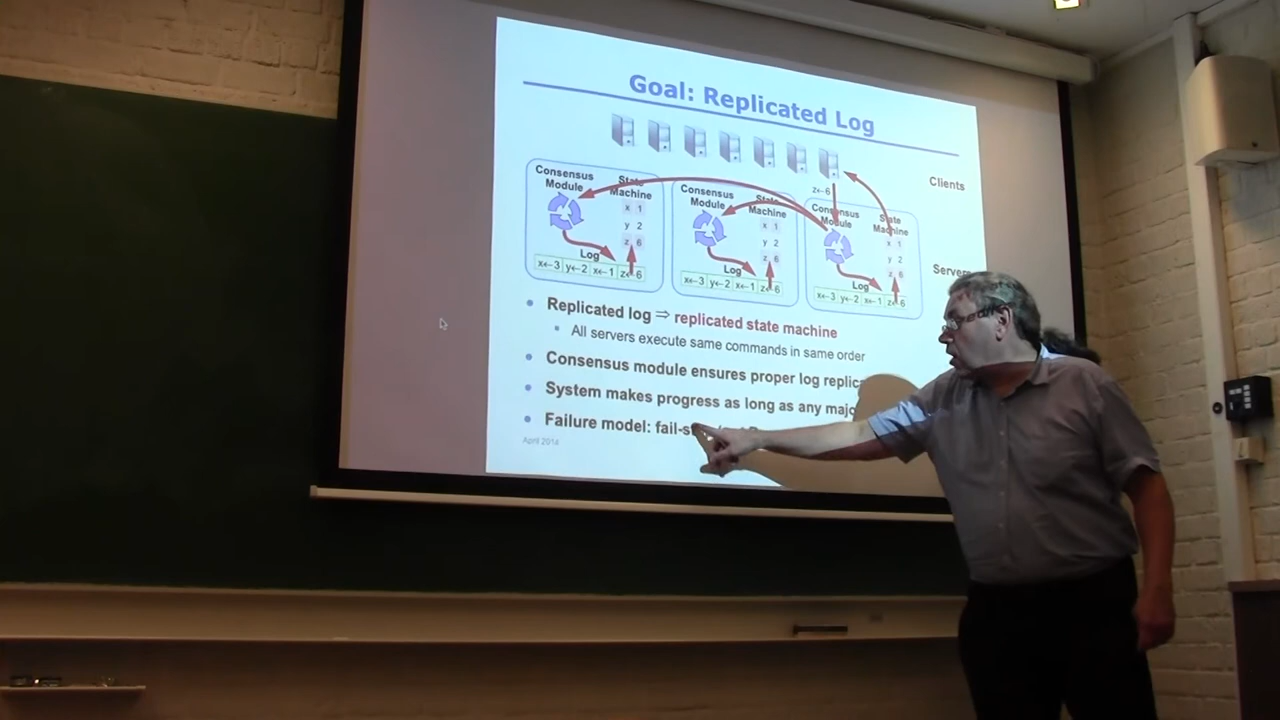 Goal: Replicated Log
Clients
z←6
Consensus Module
State Machine
x 1
y 2
z 6
Log
x←3 y←2 x←1 z←6
Consensus Module
State Machine
x 1
y 2
z 6
Log
x←3 y←2 x←1 z←6
Consensus Module
State Machine
x 1
y 2
z 6
Log
x←3 y←2 x←1 z←6
Servers
Replicated log ⇒ replicated state machine
All servers execute same commands in same order
Consensus module ensures proper log
System makes progress as long as any
Failure model:
April 2014